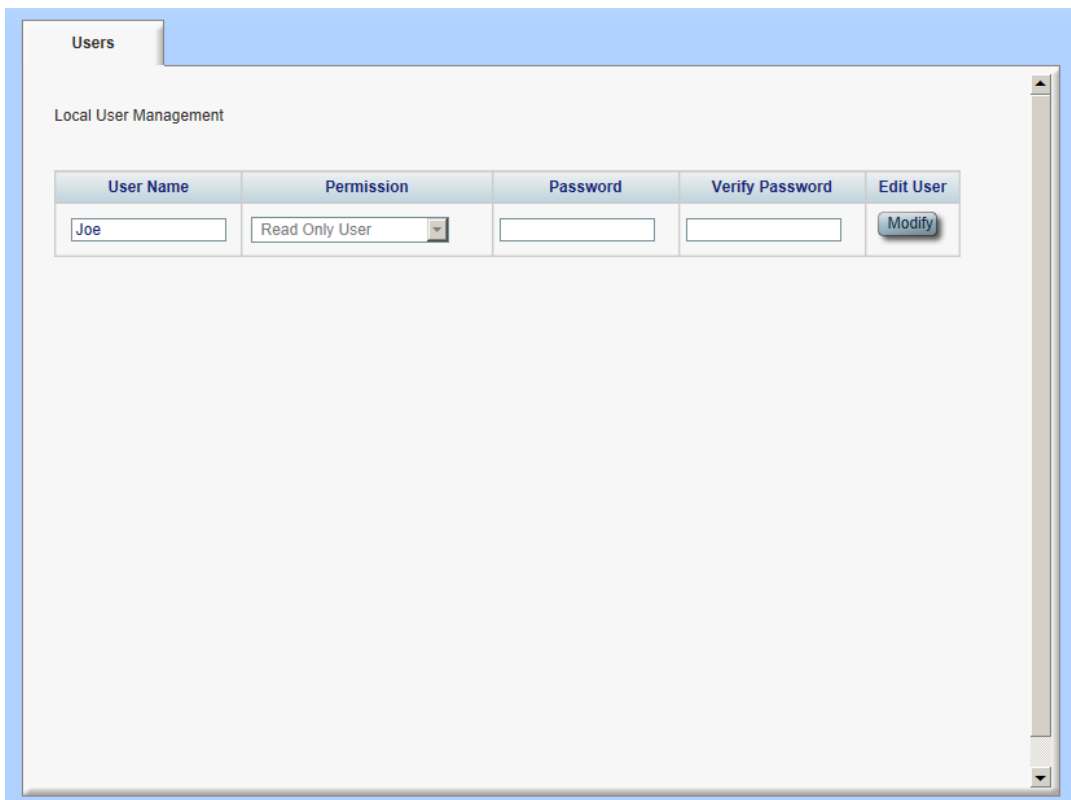 Users
Local User Management
User Name Permission Password Verify Password Edit User
Joe Read Only User Modify